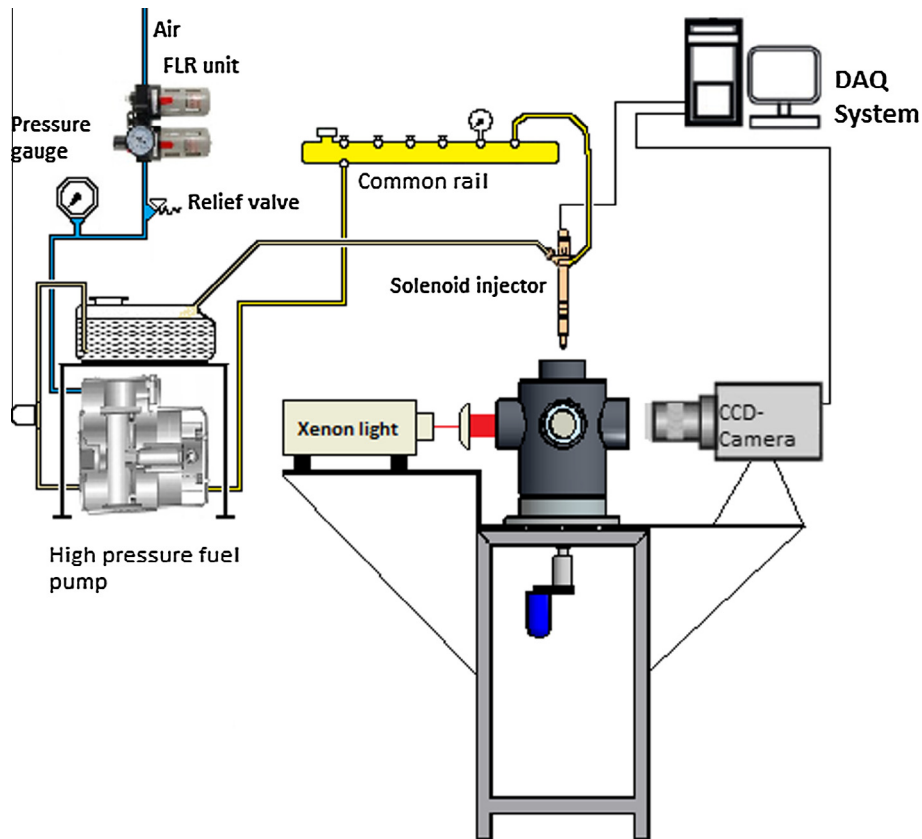 Air
FLR unit
Pressure
gauge
Relief valve
Common rail
DAQ
System
Solenoid injector
Xenon light
CCD-
Camera
High pressure fuel
pump